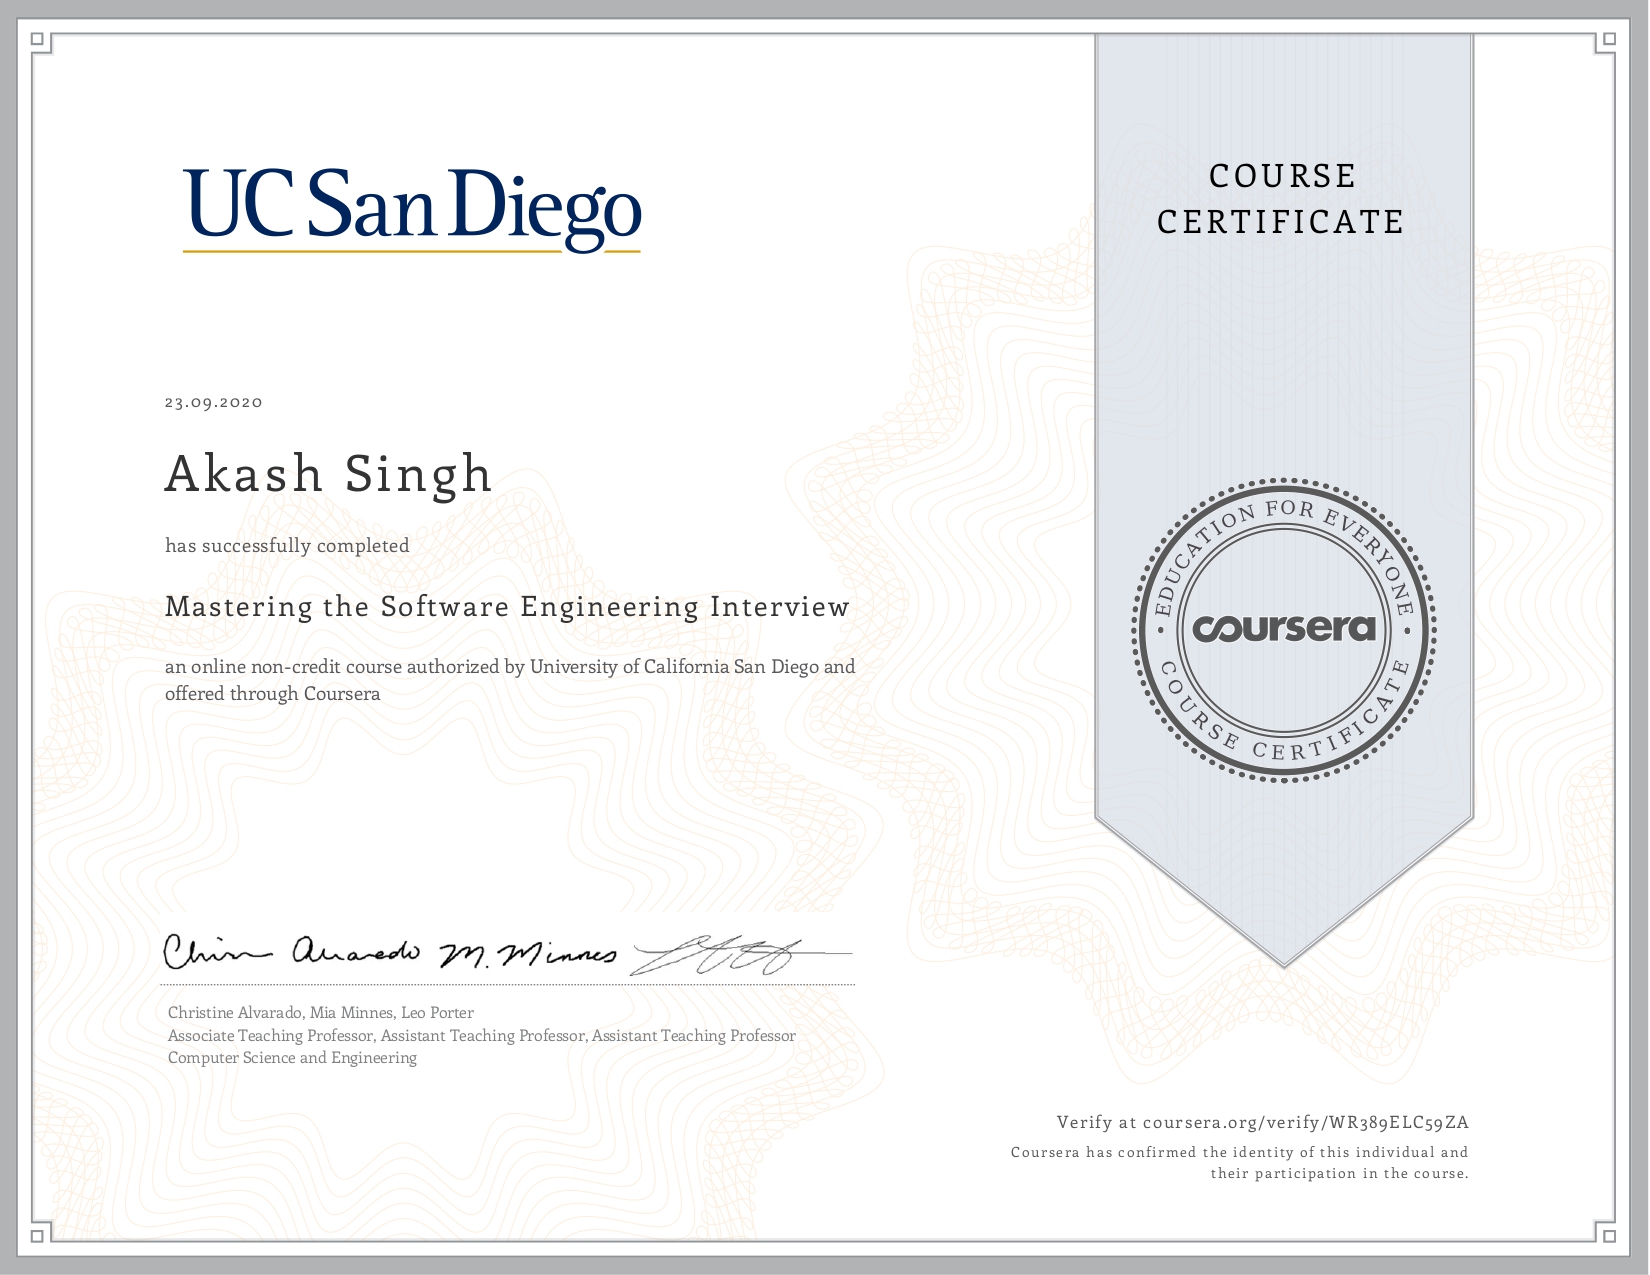 UC San Diego
COURSE
CERTIFICATE
23.09.2020
Akash Singh
has successfully completed
Mastering the Software Engineering Interview
an online non-credit course authorized by University of California San Diego and
offered through Coursera
EDUCATION FOR EVERYONE
coursera
COURSE CERTIFICATE
Christine Alvarado, Mia Minnes, Leo Porter
Associate Teaching Professor, Assistant Teaching Professor, Assistant Teaching Professor
Computer Science and Engineering
Verify at coursera.org/verify/WR389ELC59ZA
Coursera has confirmed the identity of this individual and
their participation in the course.